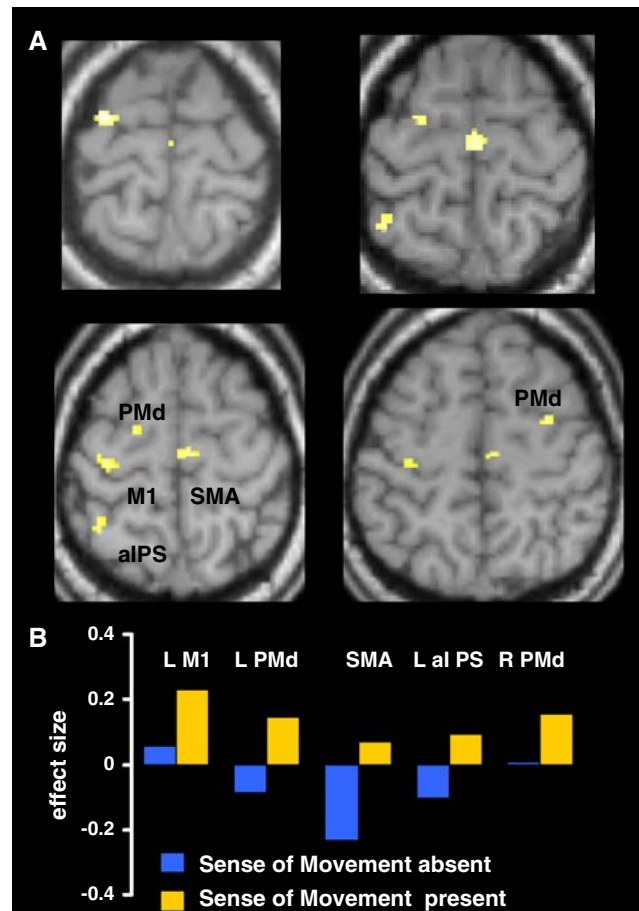 A
PMd
PMd
M1 SMA
aIPS
B
0.4
L M1 L PMd SMA L aI PS R PMd
0.2
0
-0.2
-0.4
effect size
Sense of Movement absent
Sense of Movement present